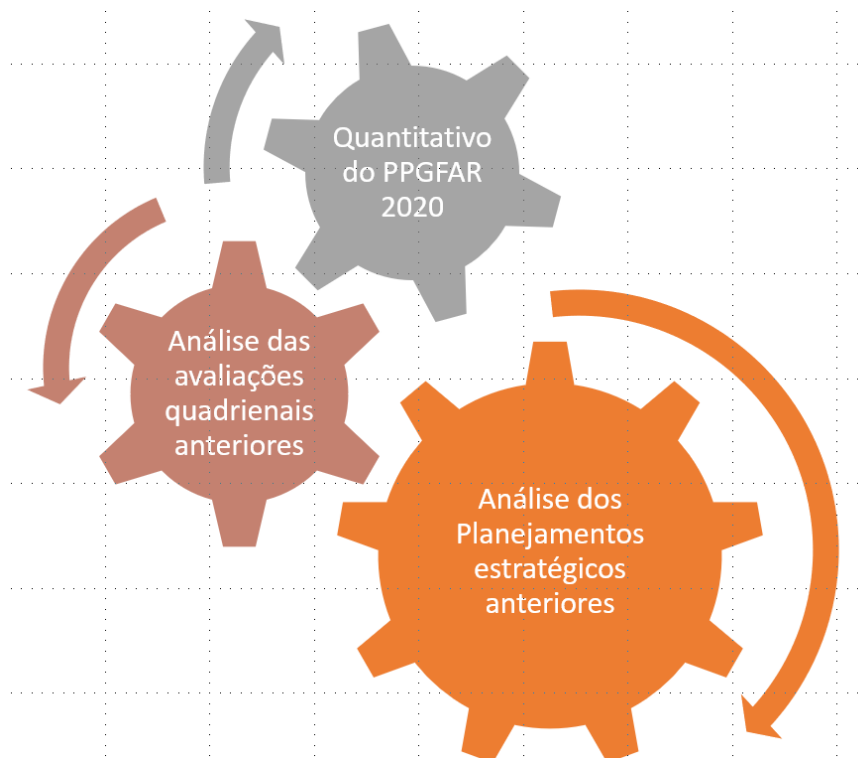 Quantitativo
do PPGFAR
2020
Análise das
avaliações
quadrienais
anteriores
Análise dos
Planejamentos
estratégicos
anteriores